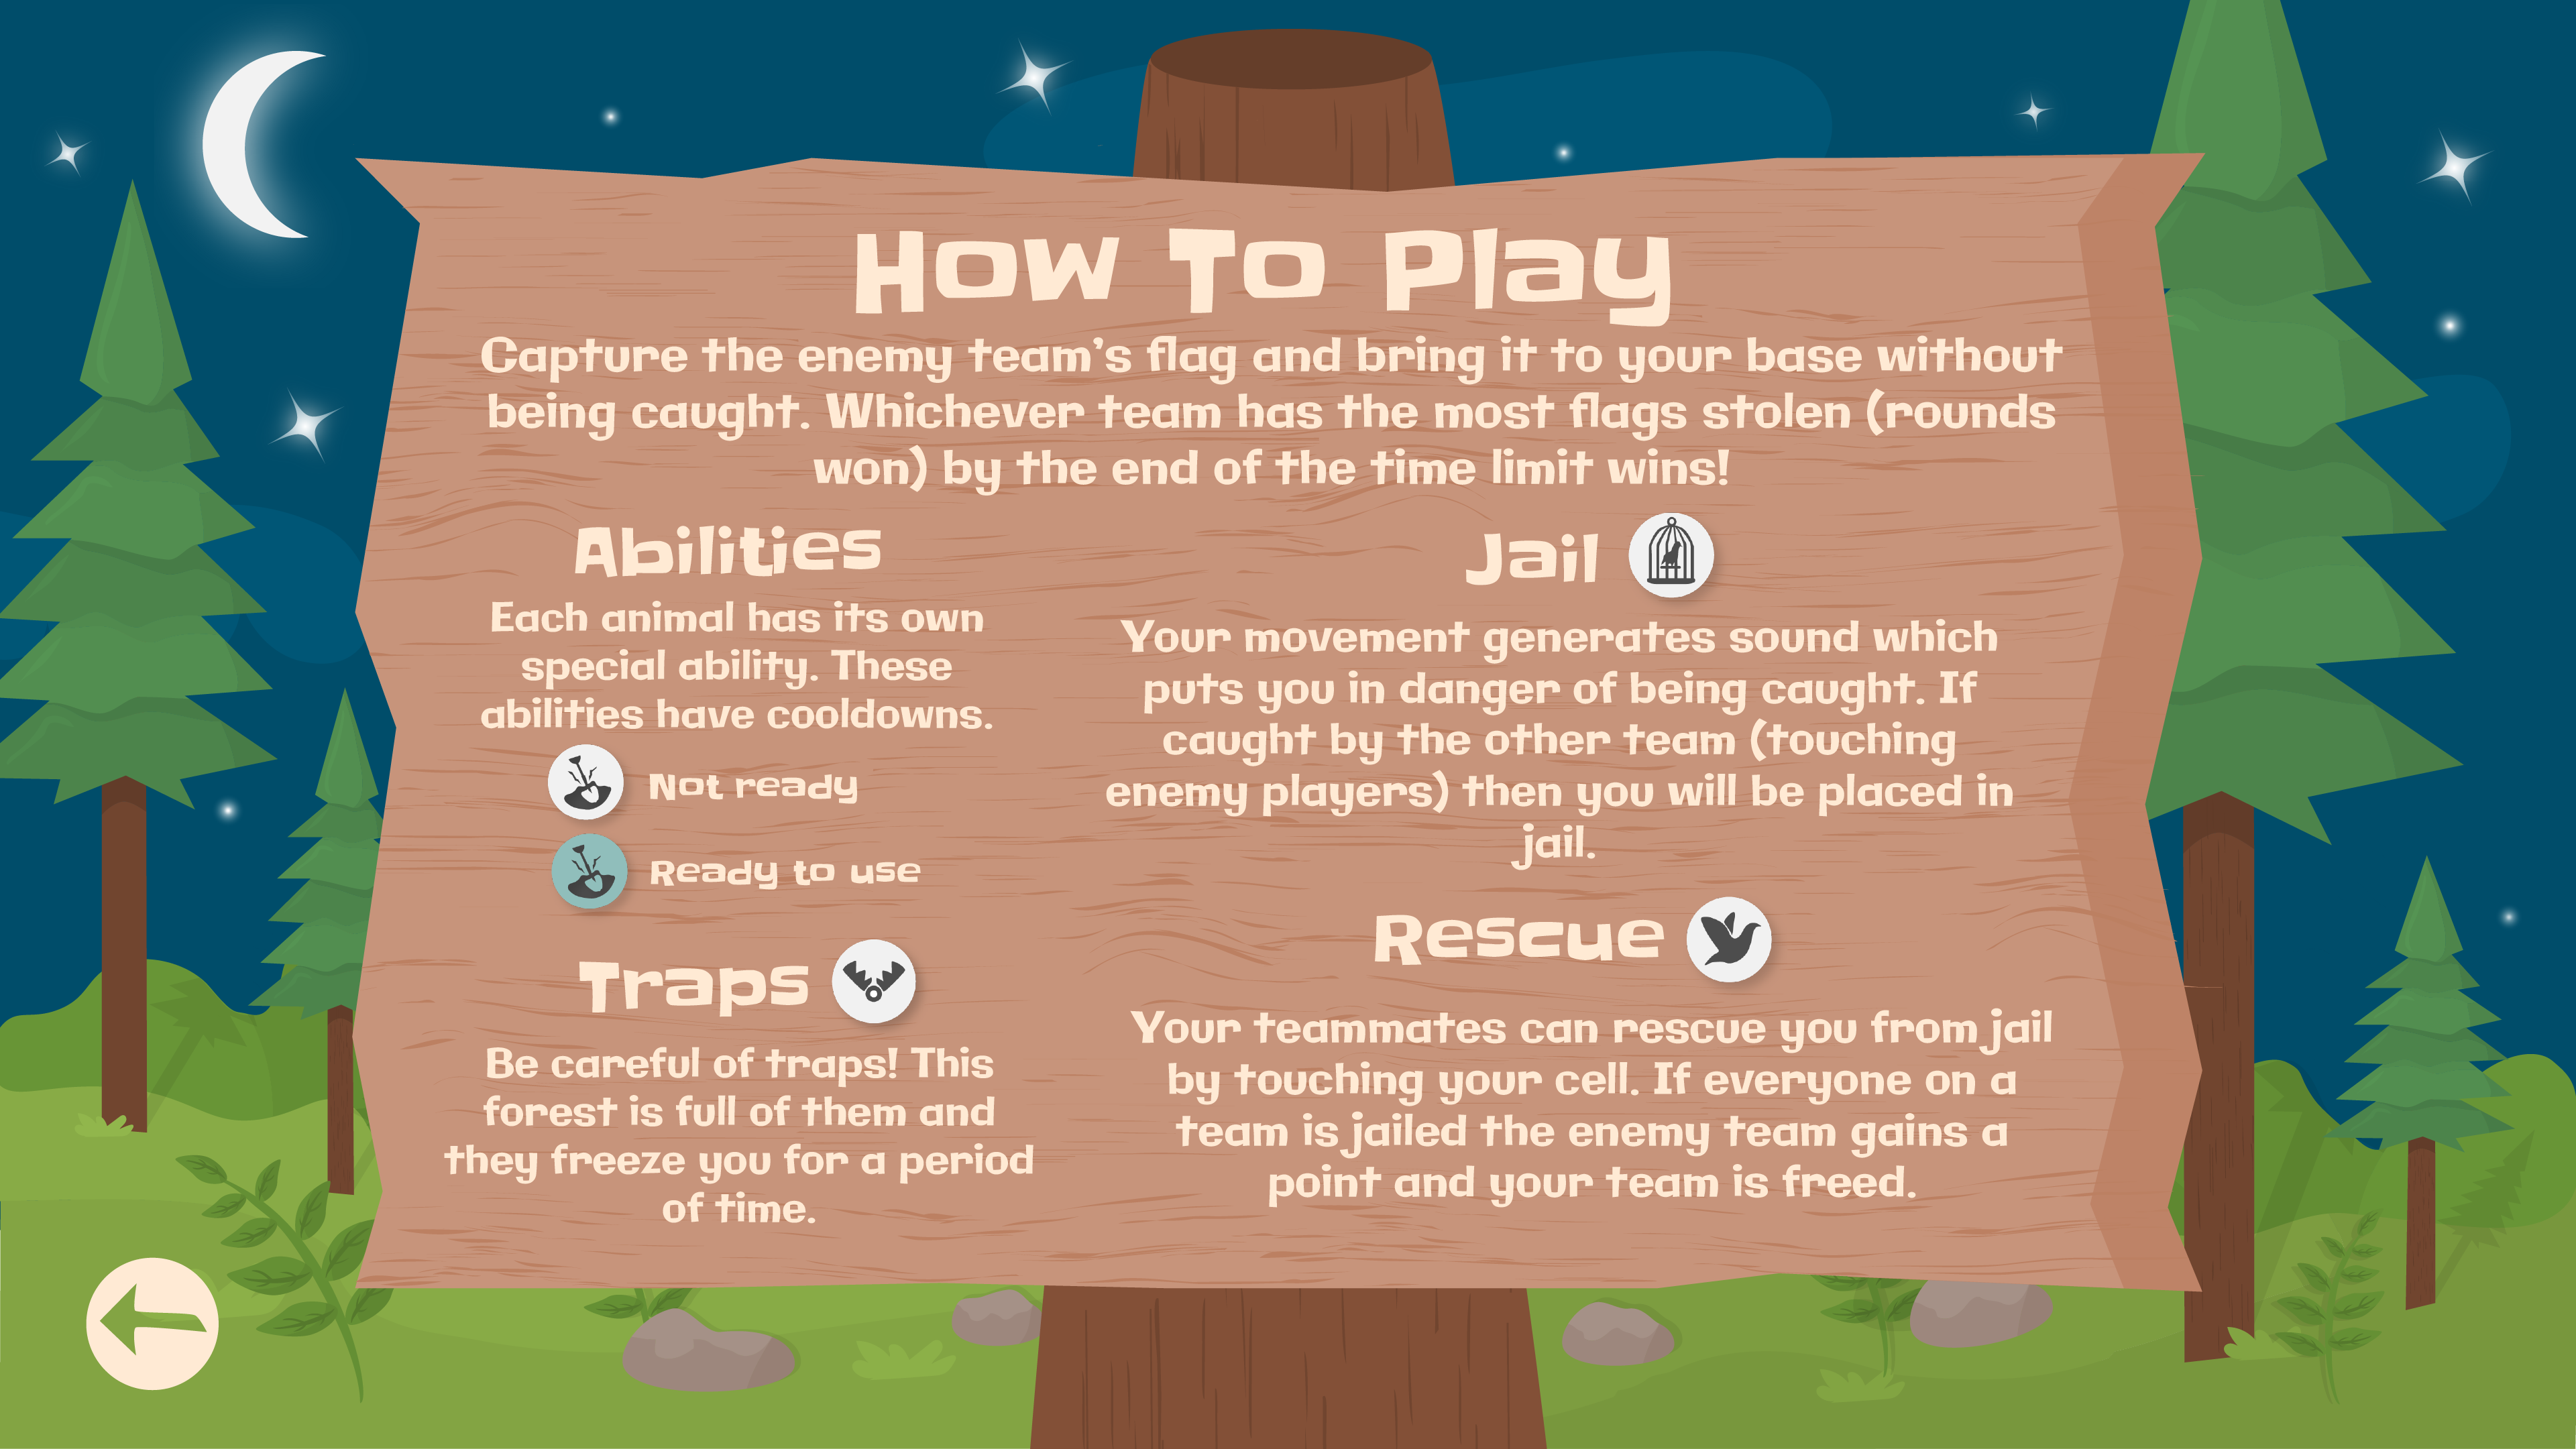 How To Play
Capture the enemy team's flag and bring it to your base without
being caught. Whichever team has the most flags stolen (rounds
won) by the end of the time limit wins!
Abilities
Each animal has its own
special ability. These
abilities have cooldowns.
Not ready
Ready to use
Traps
Be careful of traps! This
forest is full of them and
they freeze you for a period
of time.
Jail
Your movement generates sound which
puts you in danger of being caught. If
caught by the other team (touching
enemy players) then you will be placed in
jail.
Rescue
Your teammates can rescue you from jail
by touching your cell. If everyone on a
team is jailed the enemy team gains a
point and your team is freed.